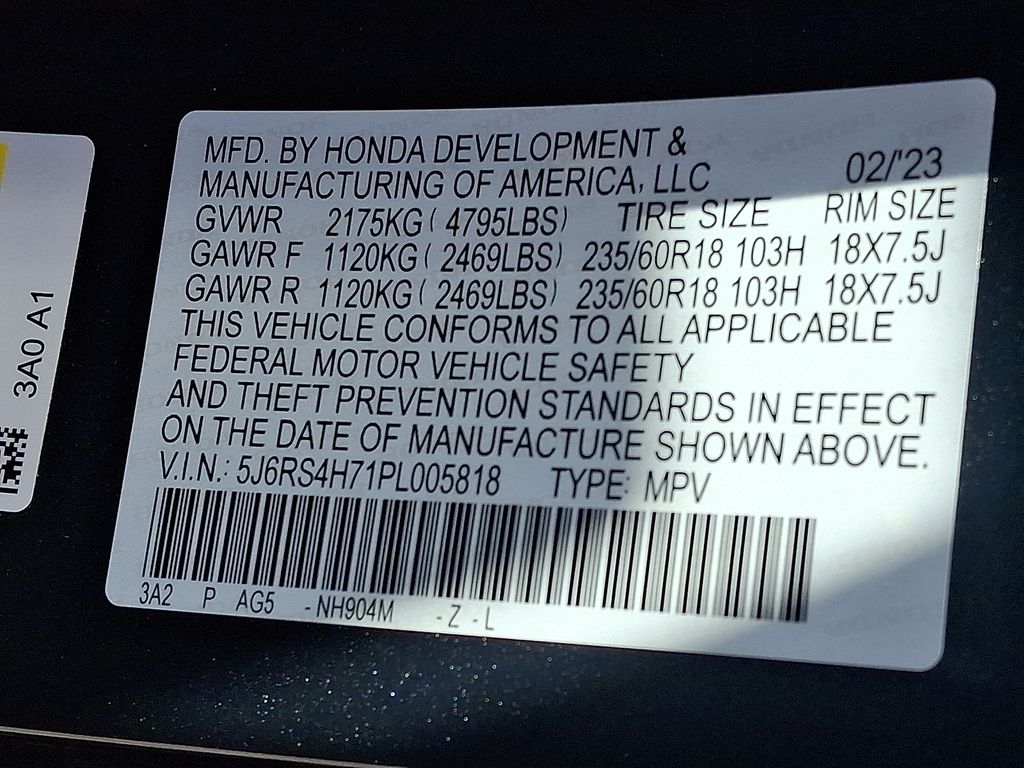 MFD. BY HONDA DEVELOPMENT &
MANUFACTURING OF AMERICA, LLC 02/'23
GVWR 2175KG ( 4795LBS) TIRE SIZE RIM SIZE
GAWR F 1120KG ( 2469LBS) 235/60R18 103H 18X7.5J
GAWR R 1120KG ( 2469LBS) 235/60R18 103H 18X7.5J
THIS VEHICLE CONFORMS TO ALL APPLICABLE
FEDERAL MOTOR VEHICLE SAFETY
AND THEFT PREVENTION STANDARDS IN EFFECT
ON THE DATE OF MANUFACTURE SHOWN ABOVE.
V.I.N.: 5J6RS4H71PL005818 TYPE: MPV
3A2 P AG5 -NH904M -Z -L
3A0 A1